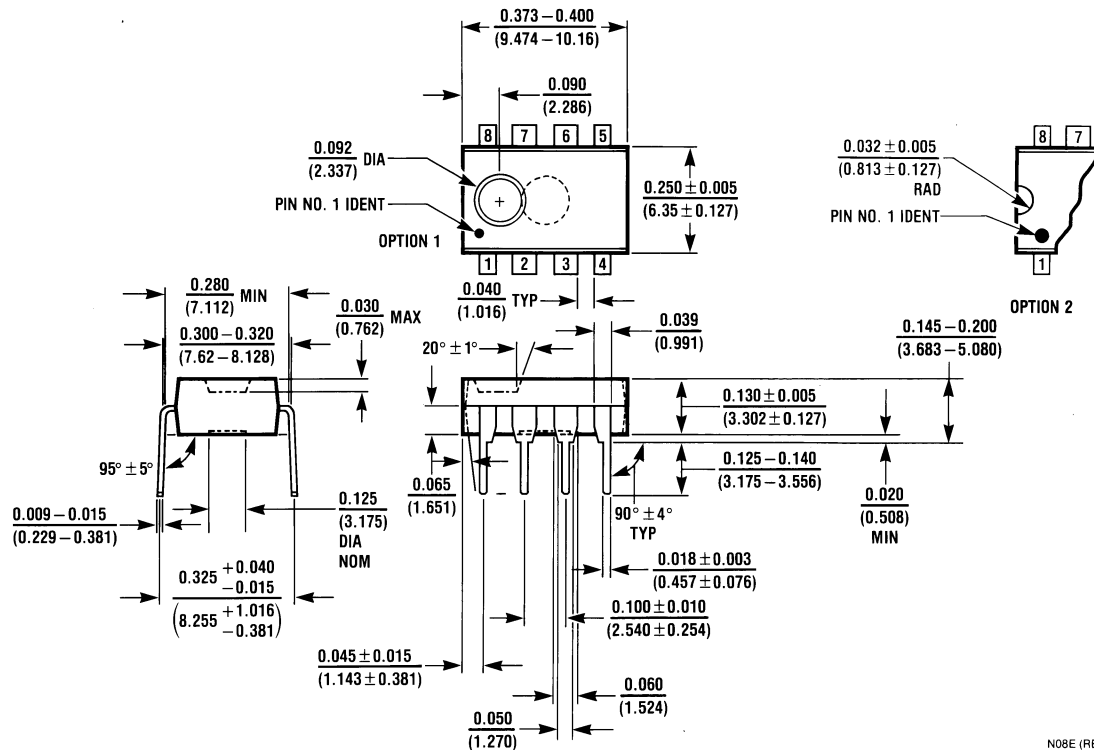 0.373 – 0.400
(9.474 – 10.16)
0.090
(2.286)
8 7 6 5
0.092 DIA
(2.337)
PIN NO. 1 IDENT
OPTION 1
0.250 ± 0.005
(6.35 ± 0.127)
1 2 3 4
0.032 ± 0.005
(0.813 ± 0.127)
RAD
PIN NO. 1 IDENT
8 7
1
OPTION 2
0.280 MIN
(7.112)
0.300 – 0.320
(7.62 – 8.128)
0.030 MAX
(0.762)
0.040 TYP
(1.016)
0.039
(0.991)
20° ± 1°
0.145 – 0.200
(3.683 – 5.080)
0.130 ± 0.005
(3.302 ± 0.127)
0.125 – 0.140
(3.175 – 3.556)
0.020
(0.508)
MIN
95° ± 5°
0.009 – 0.015
(0.229 – 0.381)
0.125
(3.175)
DIA
NOM
0.065
(1.651)
90° ± 4°
TYP
0.325 +0.040
–0.015
(8.255 +1.016
–0.381)
0.018 ± 0.003
(0.457 ± 0.076)
0.100 ± 0.010
(2.540 ± 0.254)
0.045 ± 0.015
(1.143 ± 0.381)
0.060
(1.524)
0.050
(1.270)
N08E (RE